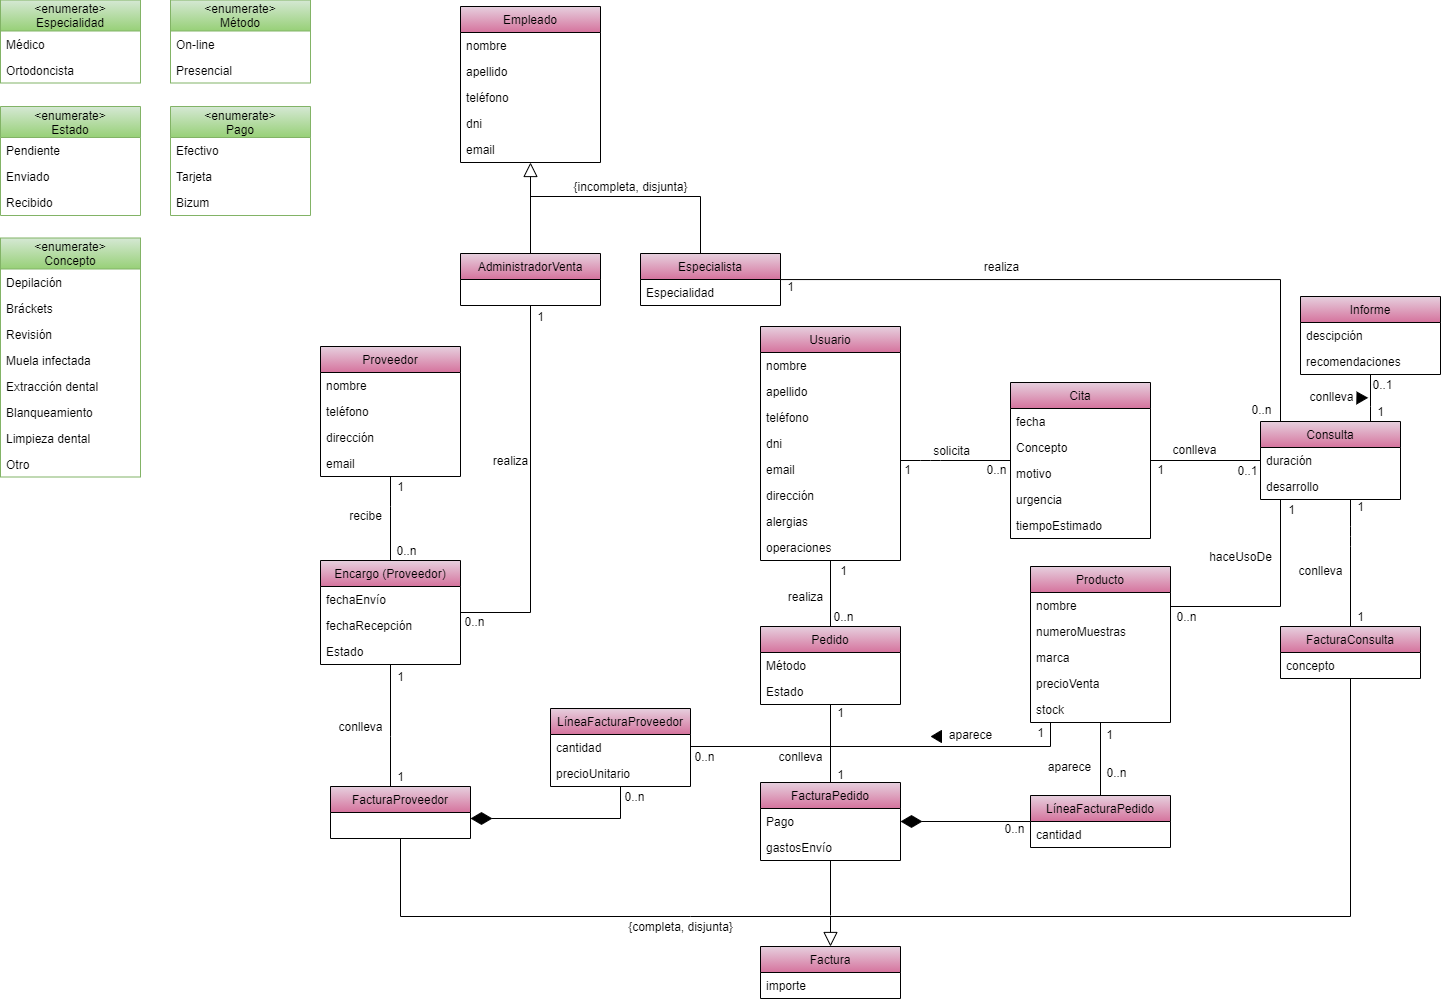 <enumerate>
Especialidad
Médico
Ortodoncista
<enumerate>
Método
On-line
Presencial
<enumerate>
Estado
Pendiente
Enviado
Recibido
<enumerate>
Pago
Efectivo
Tarjeta
Bizum
<enumerate>
Concepto
Depilación
Bráckets
Revisión
Muela infectada
Extracción dental
Blanqueamiento
Limpieza dental
Otro
Empleado
nombre
apellido
teléfono
dni
email
{incompleta, disjunta}
AdministradorVenta
1
Especialista
Especialidad
1
realiza
0..n
Informe
descipción
recomendaciones
0..1
conlleva
1
Proveedor
nombre
teléfono
dirección
email
1
recibe
0..n
realiza
Usuario
nombre
apellido
teléfono
dni
email
dirección
alergias
operaciones
1
solicita
0..n
Cita
fecha
Concepto
motivo
urgencia
tiempoEstimado
1
conlleva
0..1
Consulta
duración
desarrollo
1
1
haceUsoDe
0..n
conlleva
1
Encargo (Proveedor)
fechaEnvío
fechaRecepción
Estado
0..n
1
conlleva
1
1
realiza
0..n
Pedido
Método
Estado
1
conlleva
1
Producto
nombre
numeroMuestras
marca
precioVenta
stock
1
1
aparece
aparece
0..n
FacturaConsulta
concepto
LíneaFacturaProveedor
cantidad
precioUnitario
0..n
0..n
FacturaProveedor
FacturaPedido
Pago
gastosEnvío
0..n
LíneaFacturaPedido
cantidad
{completa, disjunta}
Factura
importe